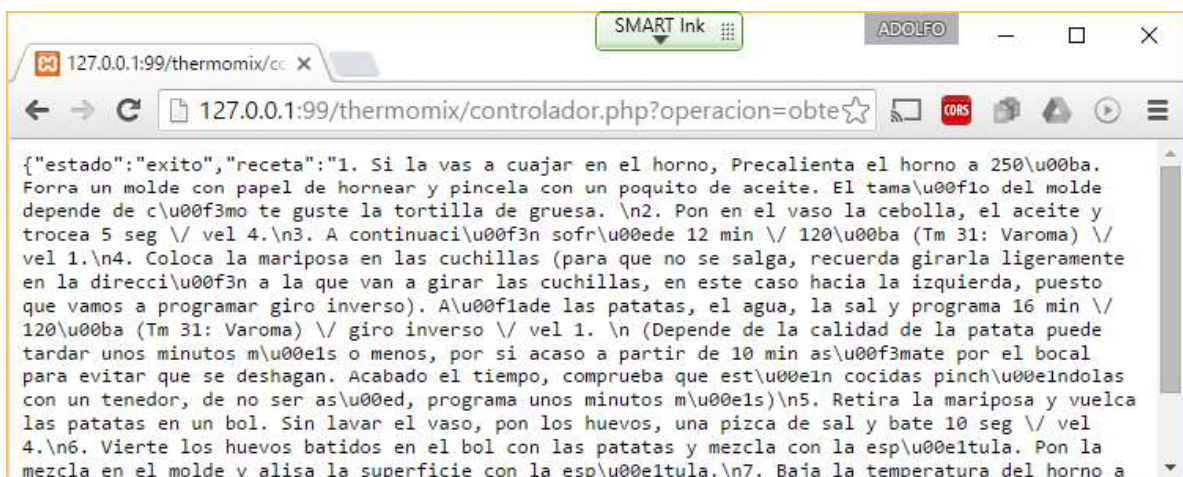 SMART Ink
ADOLFO
127.0.0.1:99/thermomix/cc
127.0.0.1:99/thermomix/controlador.php?operacion=obte
CORS
{"estado":"exito","receta":"1. Si la vas a cuajar en el horno, Precalienta el horno a 250\u00ba.
Forra un molde con papel de hornear y pincela con un poquito de aceite. El tama\u00f1o del molde
depende de c\u00f3mo te guste la tortilla de gruesa. \n2. Pon en el vaso la cebolla, el aceite y
trocea 5 seg \/ vel 4.\n3. A continuaci\u00f3n sofr\u00ede 12 min \/ 120\u00ba (Tm 31: Varoma) \/
vel 1.\n4. Coloca la mariposa en las cuchillas (para que no se salga, recuerda girarla ligeramente
en la direcci\u00f3n a la que van a girar las cuchillas, en este caso hacia la izquierda, puesto
que vamos a programar giro inverso). A\u00f1ade las patatas, el agua, la sal y programa 16 min \/
120\u00ba (Tm 31: Varoma) \/ giro inverso \/ vel 1. \n (Depende de la calidad de la patata puede
tardar unos minutos m\u00e1s o menos, por si acaso a partir de 10 min as\u00f3mate por el bocal
para evitar que se deshagan. Acabado el tiempo, comprueba que est\u00e1n cocidas pinch\u00e1ndolas
con un tenedor, de no ser as\u00ed, programa unos minutos m\u00e1s)\n5. Retira la mariposa y vuelca
las patatas en un bol. Sin lavar el vaso, pon los huevos, una pizca de sal y bate 10 seg \/ vel
4.\n6. Vierte los huevos batidos en el bol con las patatas y mezcla con la esp\u00e1tula. Pon la
mezcla en el molde y alisa la superficie con la esp\u00e1tula.\n7. Baja la temperatura del horno a